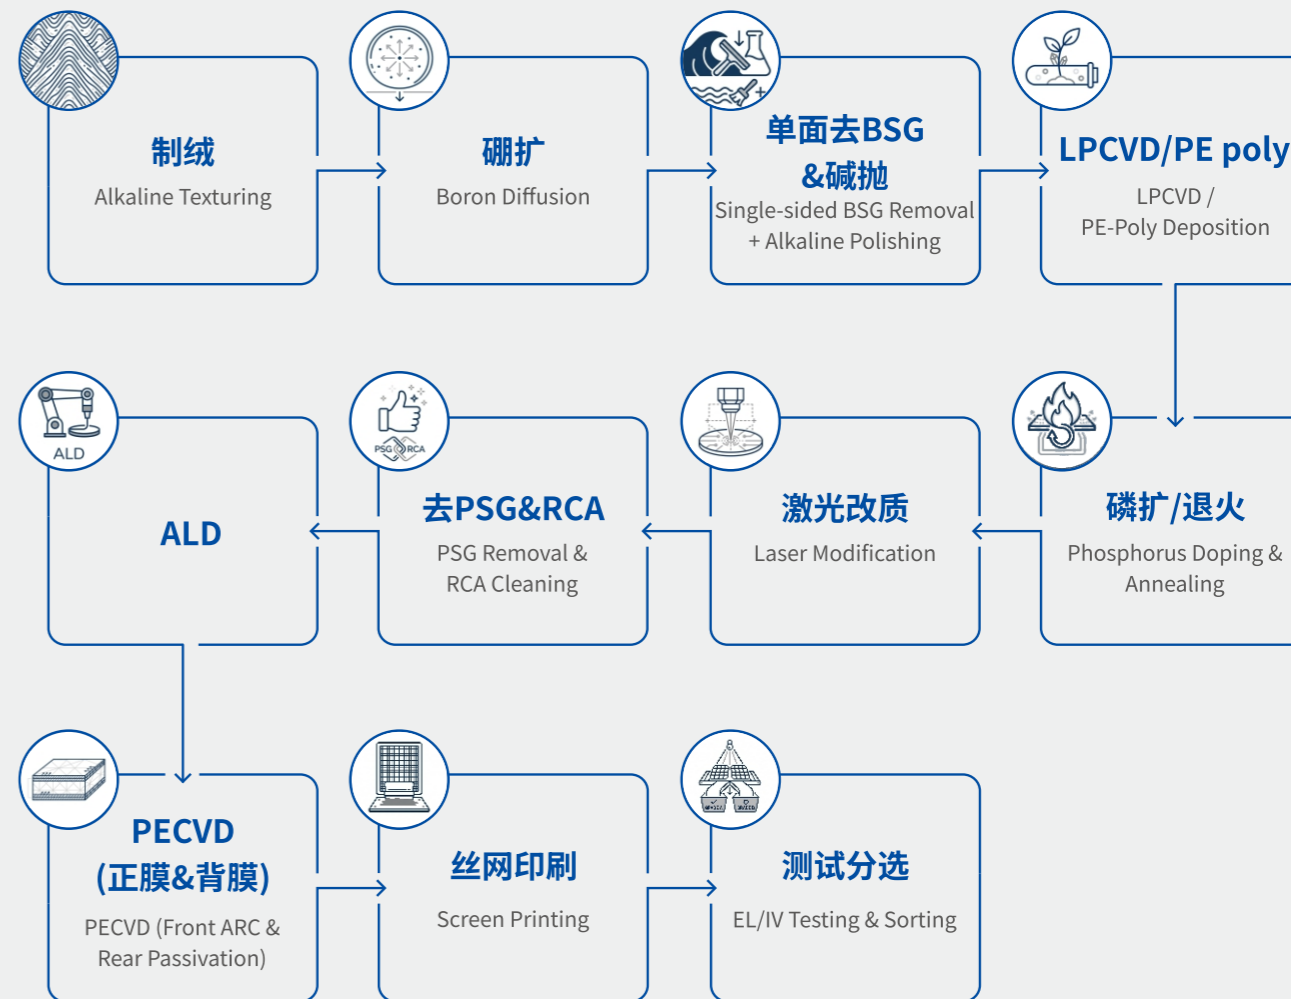 制绒
Alkaline Texturing
硼扩
Boron Diffusion
单面去BSG
&碱抛
Single-sided BSG Removal
+ Alkaline Polishing
LPCVD/PE poly
LPCVD /
PE-Poly Deposition
磷扩/退火
Phosphorus Doping &
Annealing
激光改质
Laser Modification
PSG RCA
去PSG&RCA
PSG Removal &
RCA Cleaning
ALD
ALD
PECVD
(正膜&背膜)
PECVD (Front ARC &
Rear Passivation)
丝网印刷
Screen Printing
测试分选
EL/IV Testing & Sorting